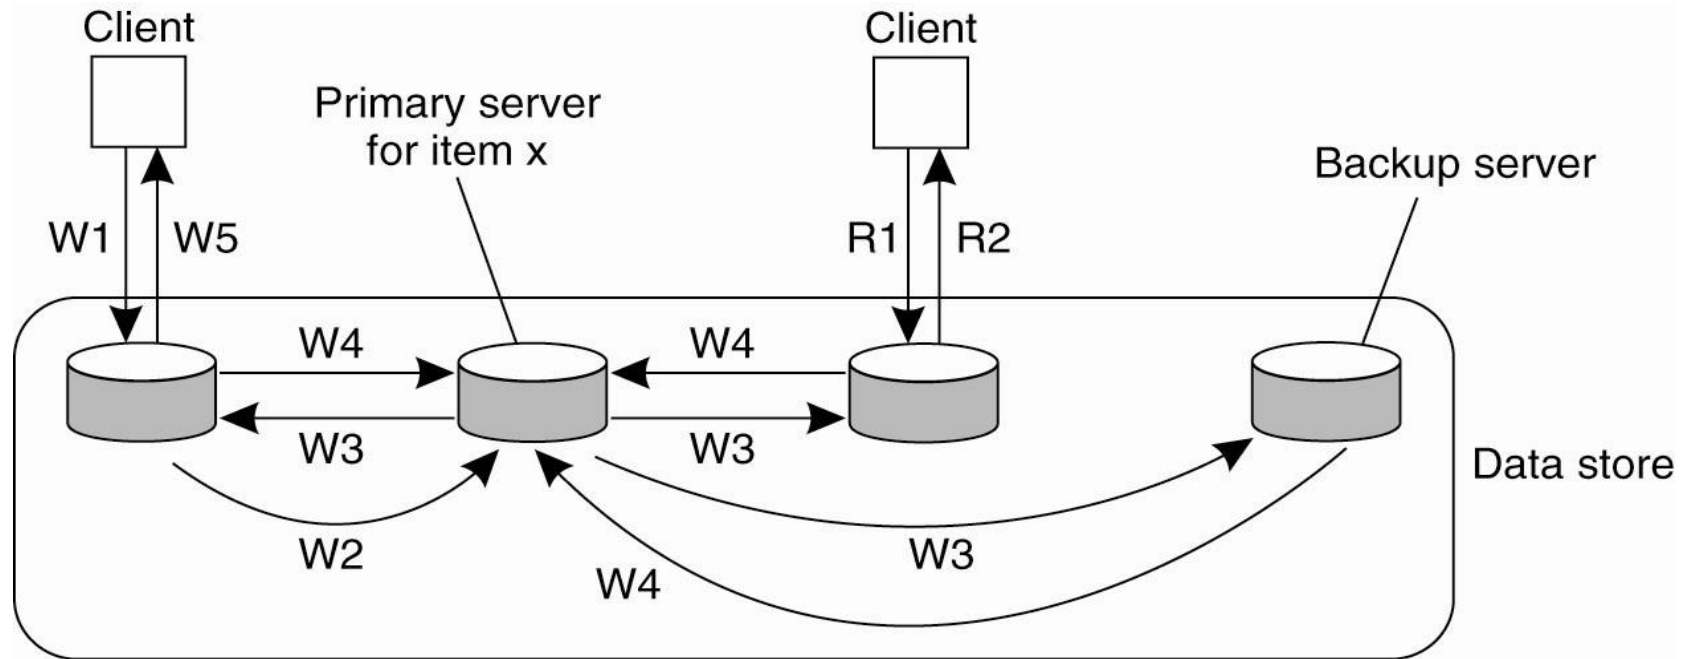 Client
Client
Primary server
for item x
Backup server
W1
W5
R1
R2
W4
W4
W3
W3
Data store
W2
W3
W4